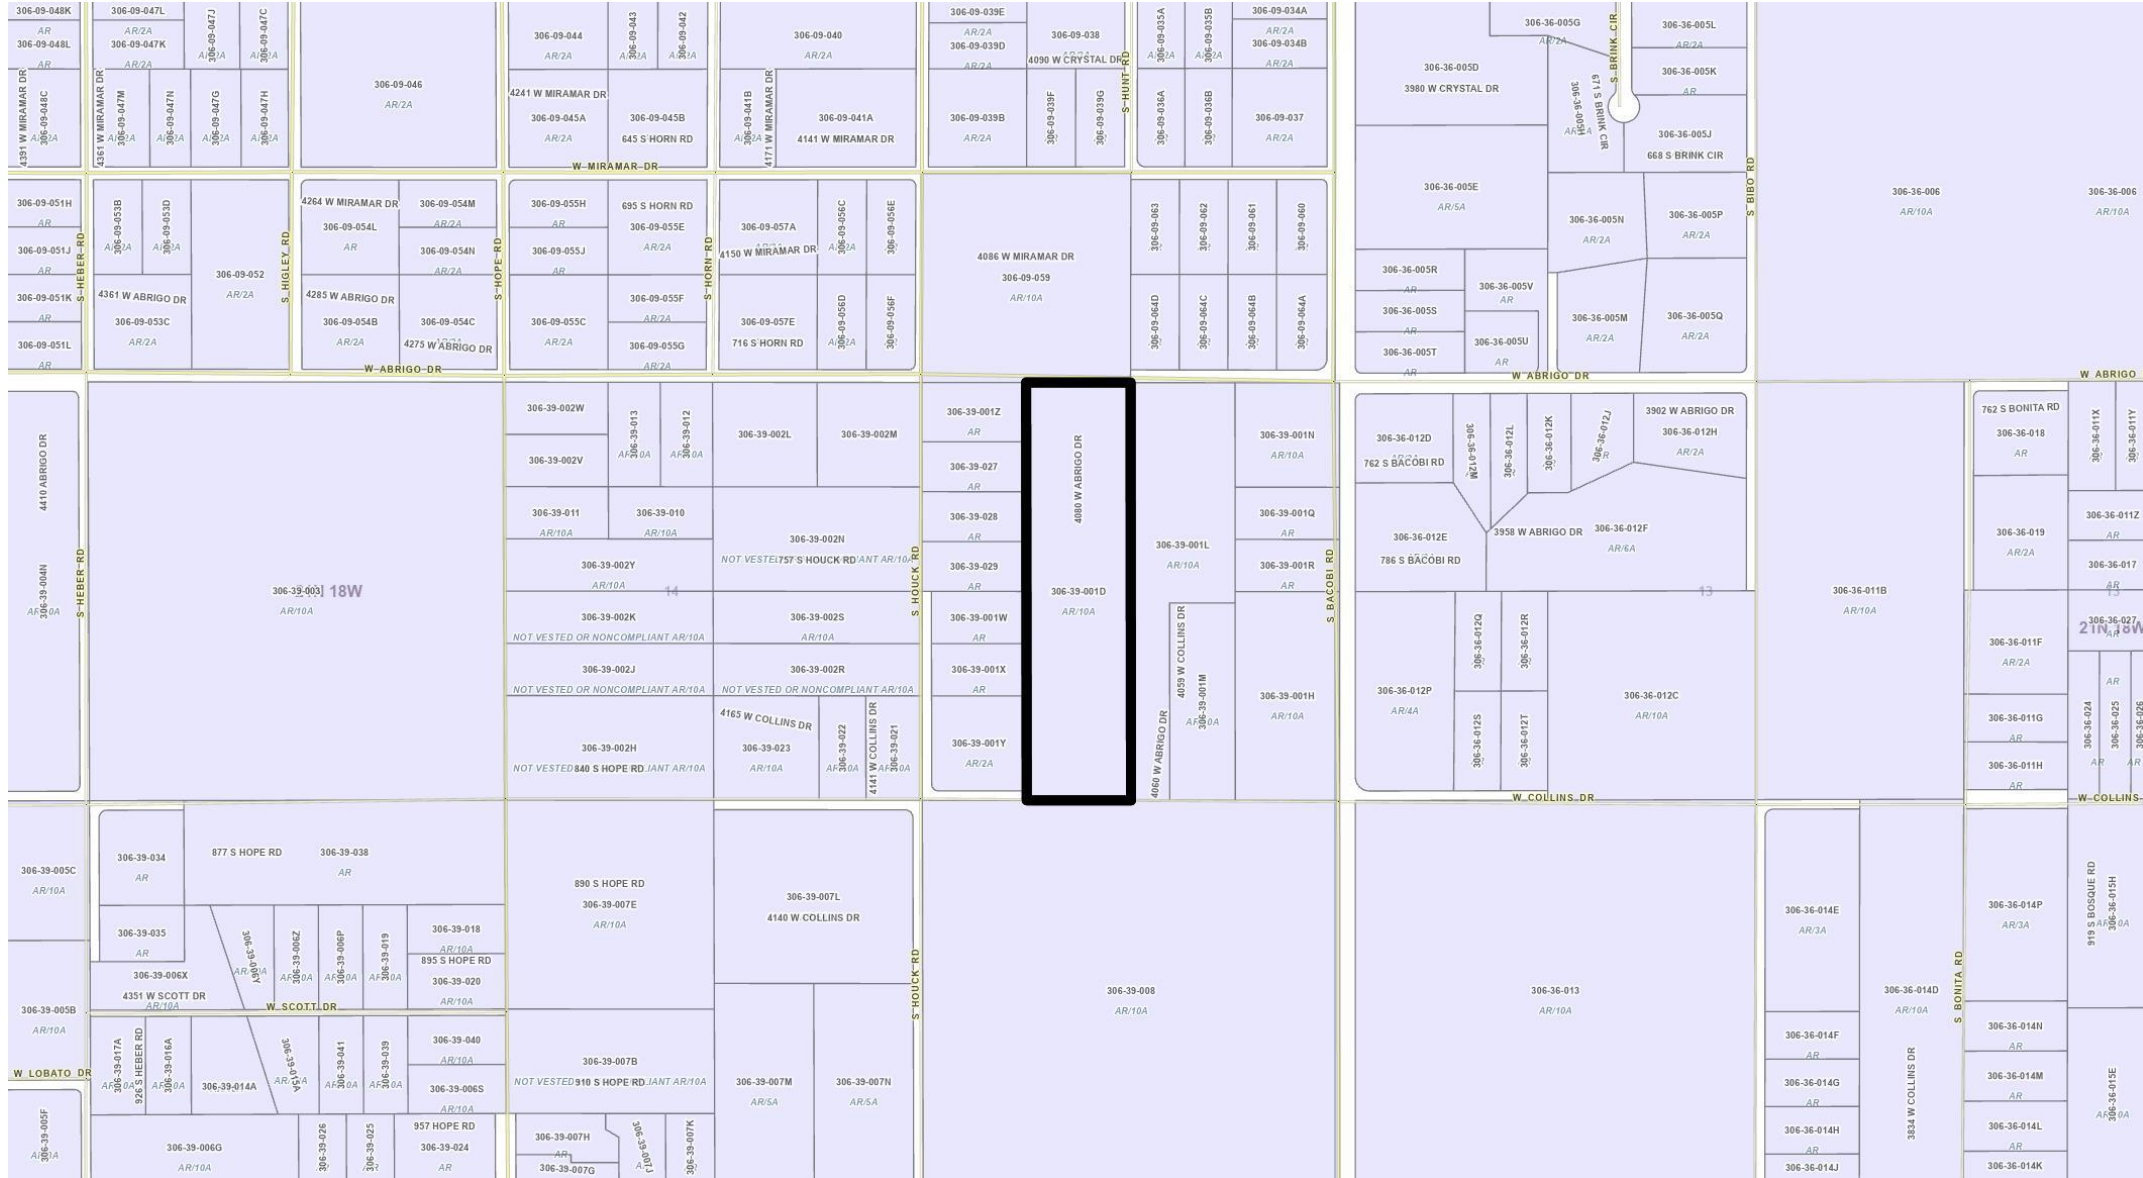 306-09-048K
AR
306-09-048L
AR
4391 W MIRAMAR DR
306-09-048C
306-09-047L
AR/2A
306-09-047K
AR/2A
306-09-047J
306-09-047C
4361 W MIRAMAR DR
306-09-047M
306-09-047N
306-09-047G
306-09-047H
306-09-046
AR/2A
306-09-044
AR/2A
306-09-043
306-09-042
4241 W MIRAMAR DR
306-09-045A
AR/2A
306-09-045B
645 S HORN RD
306-09-040
AR/2A
306-09-041B
4171 W MIRAMAR DR
306-09-041A
4141 W MIRAMAR DR
306-09-039E
AR/2A
306-09-039D
AR/2A
306-09-038
4090 W CRYSTAL DR
306-09-039B
AR/2A
306-09-039F
306-09-039G
S HUNT RD
306-09-035A
306-09-035B
306-09-034A
AR/2A
306-09-034B
AR/2A
306-09-036A
306-09-036B
306-09-037
AR/2A
306-36-005G
AR/2A
306-36-005D
3980 W CRYSTAL DR
306-36-005H
671 S BRINK CIR
S BRINK CIR
306-36-005L
AR/2A
306-36-005K
AR
306-36-005J
668 S BRINK CIR
W MIRAMAR DR
306-09-051H
AR
306-09-051J
AR
306-09-051K
AR
306-09-051L
AR
S HEBER RD
306-09-053B
306-09-053D
4361 W ABRIGO DR
306-09-053C
AR/2A
306-09-052
AR/2A
S HIGLEY RD
4264 W MIRAMAR DR
306-09-054L
AR
306-09-054M
AR/2A
306-09-054N
AR/2A
4285 W ABRIGO DR
306-09-054B
AR/2A
306-09-054C
4275 W ABRIGO DR
S HOPE RD
306-09-055H
AR
306-09-055J
AR
306-09-055C
AR/2A
695 S HORN RD
306-09-055E
AR/2A
306-09-055F
AR/2A
306-09-055G
AR/2A
S HORN RD
306-09-057A
4150 W MIRAMAR DR
306-09-057E
716 S HORN RD
306-09-056C
306-09-056E
306-09-056D
306-09-056F
4086 W MIRAMAR DR
306-09-059
AR/10A
306-09-063
306-09-062
306-09-061
306-09-060
306-09-064D
306-09-064C
306-09-064B
306-09-064A
306-36-005E
AR/5A
306-36-005N
AR/2A
306-36-005P
AR/2A
306-36-005R
AR
306-36-005S
AR
306-36-005T
AR
306-36-005V
AR
306-36-005U
AR
306-36-005M
AR/2A
306-36-005Q
AR/2A
S BIBO RD
306-36-006
AR/10A
306-36-006
AR/10A
W ABRIGO DR
W ABRIGO DR
W ABRIGO
4410 ABRIGO DR
306-39-004N
S HEBER RD
306-39-003
AR/10A
18W
306-39-002W
306-39-002V
306-39-013
306-39-012
306-39-002L
306-39-002M
306-39-011
AR/10A
306-39-010
AR/10A
306-39-002Y
AR/10A
14
306-39-002N
757 S HOUCK RD
306-39-002K
NOT VESTED OR NONCOMPLIANT AR/10A
306-39-002S
AR/10A
306-39-002J
NOT VESTED OR NONCOMPLIANT AR/10A
306-39-002R
NOT VESTED OR NONCOMPLIANT AR/10A
306-39-002H
840 S HOPE RD
4165 W COLLINS DR
306-39-023
AR/10A
306-39-022
4141 W COLLINS DR
306-39-021
S HOUCK RD
306-39-001Z
AR
306-39-027
AR
306-39-028
AR
306-39-029
AR
306-39-001W
AR
306-39-001X
AR
306-39-001Y
AR/2A
4080 W ABRIGO DR
306-39-001D
AR/10A
306-39-001L
AR/10A
4060 W ABRIGO DR
4059 W COLLINS DR
306-39-001M
306-39-001N
AR/10A
306-39-001Q
AR
306-39-001R
AR
306-39-001H
AR/10A
S BACOBI RD
306-36-012D
762 S BACOBI RD
306-36-012M
306-36-012L
306-36-012K
306-36-012J
3902 W ABRIGO DR
306-36-012H
AR/2A
306-36-012E
786 S BACOBI RD
3958 W ABRIGO DR
306-36-012F
AR/6A
13
306-36-012P
AR/4A
306-36-012Q
306-36-012R
306-36-012S
306-36-012T
306-36-012C
AR/10A
306-36-011B
AR/10A
762 S BONITA RD
306-36-018
AR
306-36-011X
306-36-011Y
306-36-019
AR/2A
306-36-011Z
AR
306-36-017
AR
13
306-36-027
AR
21N 18W
306-36-011F
AR/2A
306-36-011G
AR
306-36-011H
AR
306-36-024
AR
306-36-025
AR
306-36-026
AR
W COLLINS DR
W COLLINS
306-39-005C
AR/10A
306-39-005B
AR/10A
306-39-034
AR
306-39-035
AR
877 S HOPE RD
306-39-038
AR
306-39-006X
4351 W SCOTT DR
AR/10A
306-39-006Y
306-39-006Z
306-39-006P
306-39-019
306-39-018
AR/10A
895 S HOPE RD
306-39-020
AR/10A
W SCOTT DR
W LOBATO DR
306-39-017A
926 S HEBER RD
306-39-016A
306-39-014A
306-39-015A
306-39-041
306-39-039
306-39-040
AR/10A
306-39-006S
AR/10A
306-39-005F
306-39-006G
AR/10A
306-39-026
306-39-025
957 HOPE RD
306-39-024
AR
890 S HOPE RD
306-39-007E
AR/10A
306-39-007B
910 S HOPE RD
306-39-007H
AR
306-39-007G
306-39-007J
306-39-007K
306-39-007L
4140 W COLLINS DR
306-39-007M
AR/5A
306-39-007N
AR/5A
S HOUCK RD
306-39-008
AR/10A
306-36-013
AR/10A
306-36-014E
AR/3A
306-36-014F
AR
306-36-014G
AR
306-36-014H
AR
306-36-014J
306-36-014D
AR/10A
3834 W COLLINS DR
S BONITA RD
306-36-014P
AR/3A
306-36-014N
AR
306-36-014M
AR
306-36-014L
AR
306-36-014K
919 S BOSQUE RD
306-36-015H
306-36-015E